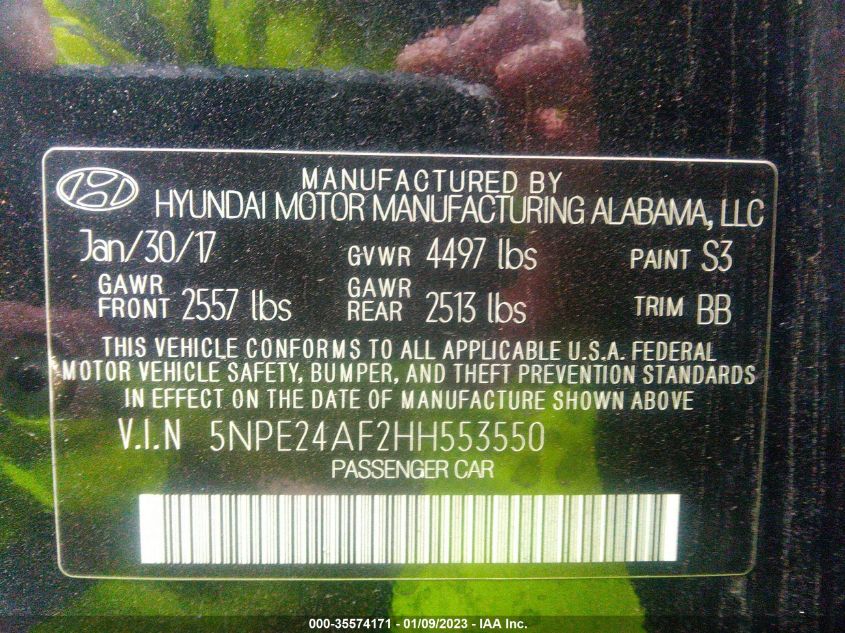 MANUFACTURED BY
HYUNDAI MOTOR MANUFACTURING ALABAMA, LLC
Jan/30/17 GVWR 4497 lbs PAINT S3
GAWR FRONT 2557 lbs GAWR REAR 2513 lbs TRIM BB
THIS VEHICLE CONFORMS TO ALL APPLICABLE U.S.A. FEDERAL
MOTOR VEHICLE SAFETY, BUMPER, AND THEFT PREVENTION STANDARDS
IN EFFECT ON THE DATE OF MANUFACTURE SHOWN ABOVE
V.I.N 5NPE24AF2HH553550
PASSENGER CAR
000-35574171 - 01/09/2023 - IAA Inc.